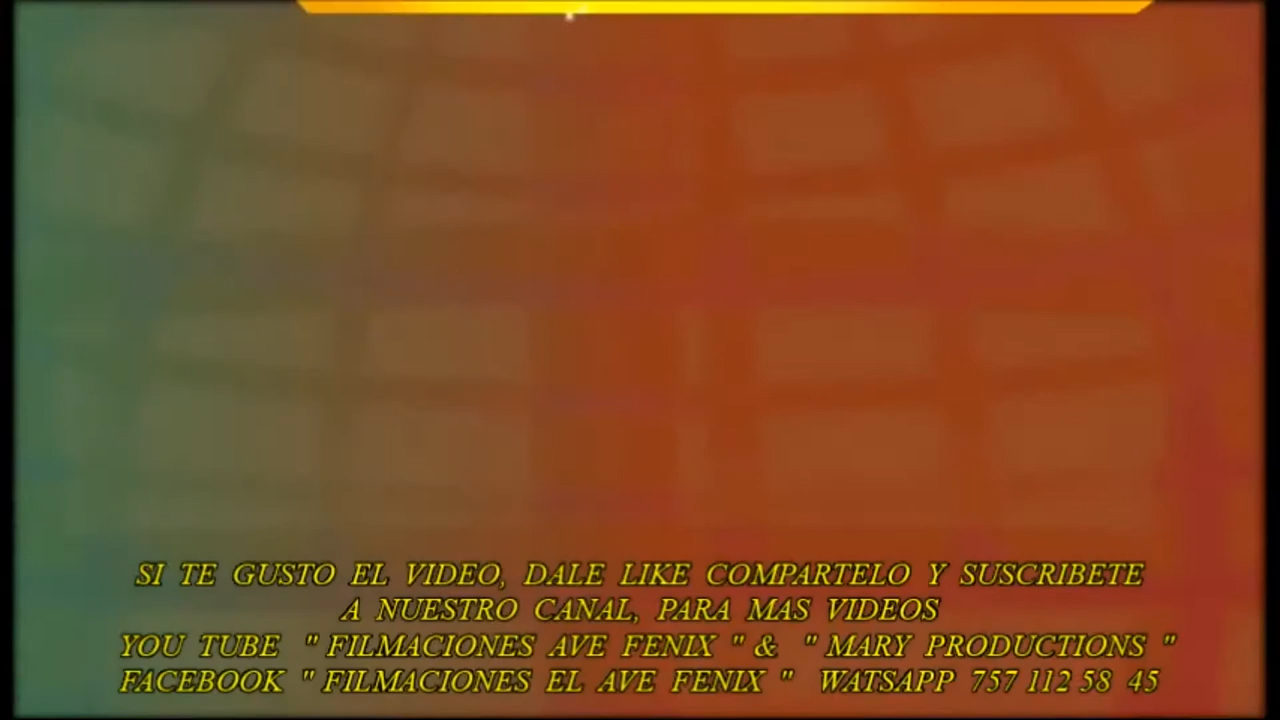 SI TE GUSTO EL VIDEO, DALE LIKE COMPARTELO Y SUSCRIBETE
A NUESTRO CANAL, PARA MAS VIDEOS
YOU TUBE " FILMACIONES AVE FENIX " & " MARY PRODUCTIONS "
FACEBOOK " FILMACIONES EL AVE FENIX " WATSAPP 757 112 58 45